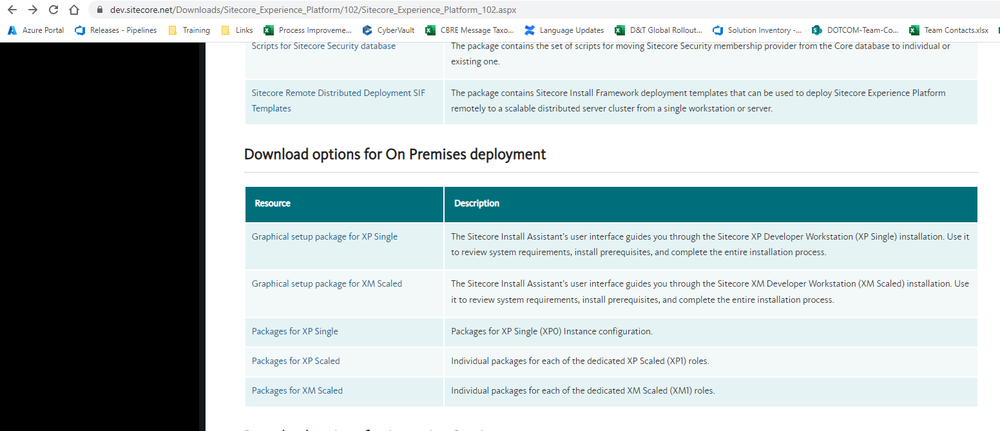 dev.sitecore.net/Downloads/Sitecore_Experience_Platform/102/Sitecore_Experience_Platform_102.aspx
Azure Portal Releases - Pipelines Training Links Process Improveme... CyberVault CBRE Message Taxo... Language Updates D&T Global Rollout... Solution Inventory -... DOTCOM-Team-Co... Team Contacts.xlsx
Scripts for Sitecore Security database
The package contains the set of scripts for moving Sitecore Security membership provider from the Core database to individual or
existing one.
Sitecore Remote Distributed Deployment SIF
Templates
The package contains Sitecore Install Framework deployment templates that can be used to deploy Sitecore Experience Platform
remotely to a scalable distributed server cluster from a single workstation or server.
Download options for On Premises deployment
Resource
Description
Graphical setup package for XP Single
The Sitecore Install Assistant's user interface guides you through the Sitecore XP Developer Workstation (XP Single) installation. Use it
to review system requirements, install prerequisites, and complete the entire installation process.
Graphical setup package for XM Scaled
The Sitecore Install Assistant's user interface guides you through the Sitecore XM Developer Workstation (XM Scaled) installation. Use
it to review system requirements, install prerequisites, and complete the entire installation process.
Packages for XP Single
Packages for XP Single (XP0) Instance configuration.
Packages for XP Scaled
Individual packages for each of the dedicated XP Scaled (XP1) roles.
Packages for XM Scaled
Individual packages for each of the dedicated XM Scaled (XM1) roles.